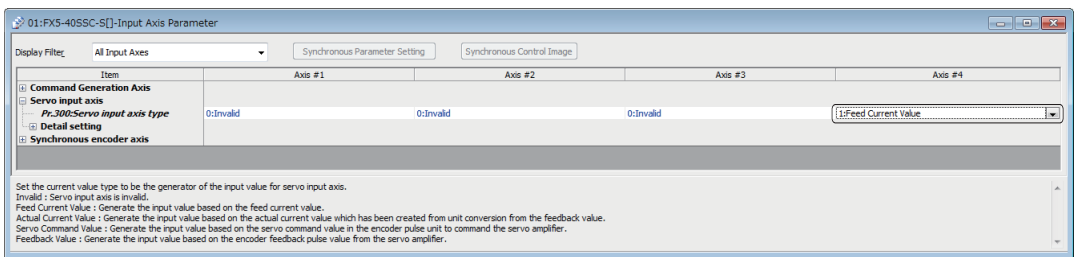 01:FX5-40SSC-S[]-Input Axis Parameter
Display Filter All Input Axes Synchronous Parameter Setting Synchronous Control Image
Item Axis #1 Axis #2 Axis #3 Axis #4
Command Generation Axis
Servo input axis
Pr.300:Servo input axis type 0:Invalid 0:Invalid 0:Invalid 1:Feed Current Value
Detail setting
Synchronous encoder axis
Set the current value type to be the generator of the input value for servo input axis.
Invalid : Servo input axis is invalid.
Feed Current Value : Generate the input value based on the feed current value.
Actual Current Value : Generate the input value based on the actual current value which has been created from unit conversion from the feedback value.
Servo Command Value : Generate the input value based on the servo command value in the encoder pulse unit to command the servo amplifier.
Feedback Value : Generate the input value based on the encoder feedback pulse value from the servo amplifier.